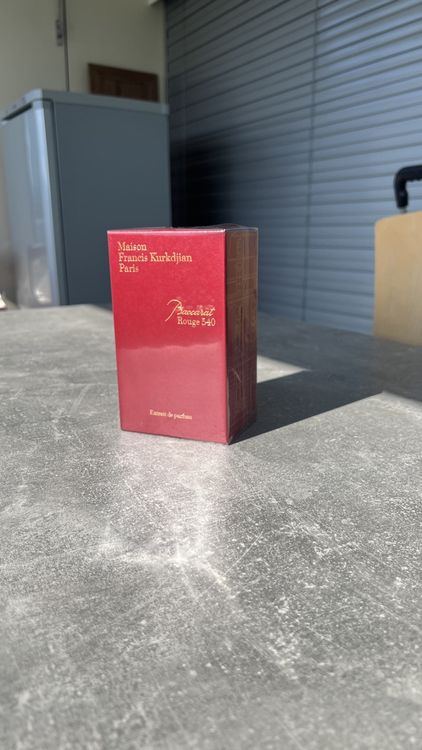 Maison
Francis Kurkdjian
Paris
Baccarat
Rouge 540
Extrait de parfum